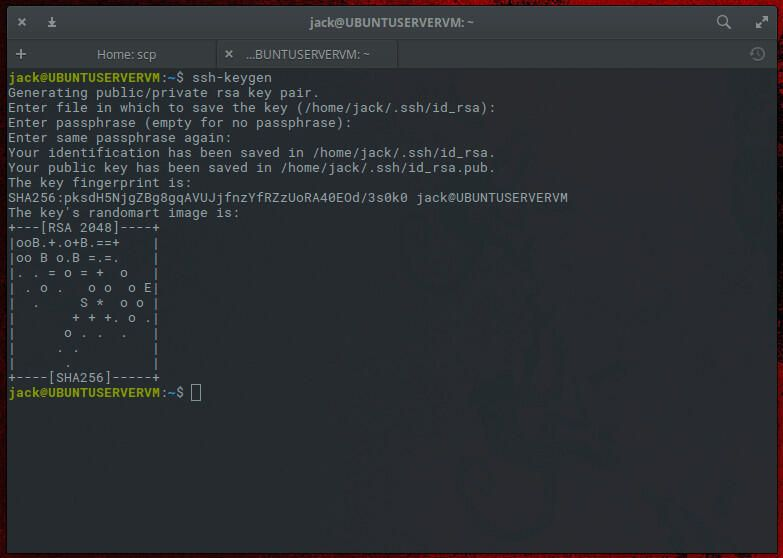 jack@UBUNTUSERVERVM: ~
Home: scp
...BUNTUSERVERVM: ~
jack@UBUNTUSERVERVM:~$ ssh-keygen
Generating public/private rsa key pair.
Enter file in which to save the key (/home/jack/.ssh/id_rsa):
Enter passphrase (empty for no passphrase):
Enter same passphrase again:
Your identification has been saved in /home/jack/.ssh/id_rsa.
Your public key has been saved in /home/jack/.ssh/id_rsa.pub.
The key fingerprint is:
SHA256:pksdH5NjgZBg8gqAVUJjfnzYfRZzUoRA40EOd/3s0k0 jack@UBUNTUSERVERVM
The key's randomart image is:
+---[RSA 2048]----+
|ooB.+.o+B.==+    |
|oo B o.B =.=.    |
|. . = o = +  o   |
| . o .   o o  o E|
|  .     S *  o o |
|       + + +. o .|
|      o . .  .   |
|     . .         |
|      .          |
+----[SHA256]-----+
jack@UBUNTUSERVERVM:~$